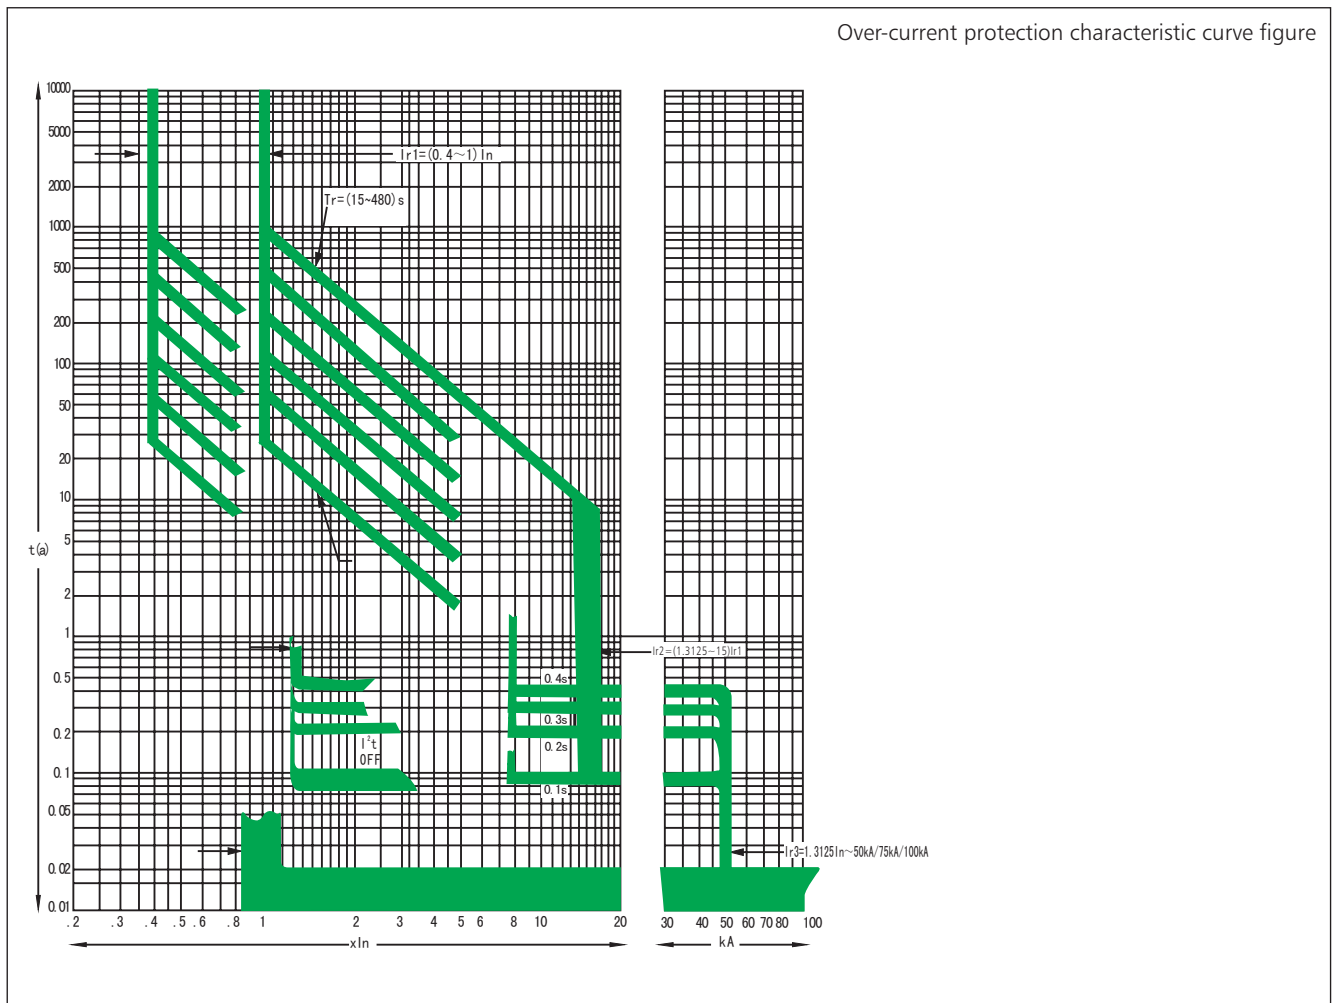 Over-current protection characteristic curve figure
10000
5000
2000
1000
500
200
100
50
20
10
5
2
1
0.5
0.2
0.1
0.05
0.02
0.01
t(a)
Ir1=(0.4~1)In
Tr=(15~480)s
Ir2=(1.3125~15)Ir1
0.4s
0.3s
0.2s
0.1s
I²t
OFF
Ir3=1.3125In~50kA/75kA/100kA
.2 .3 .4 .5 .6 .8 1 2 3 4 5 6 8 10 20 30 40 50 60 70 80 100
xIn kA